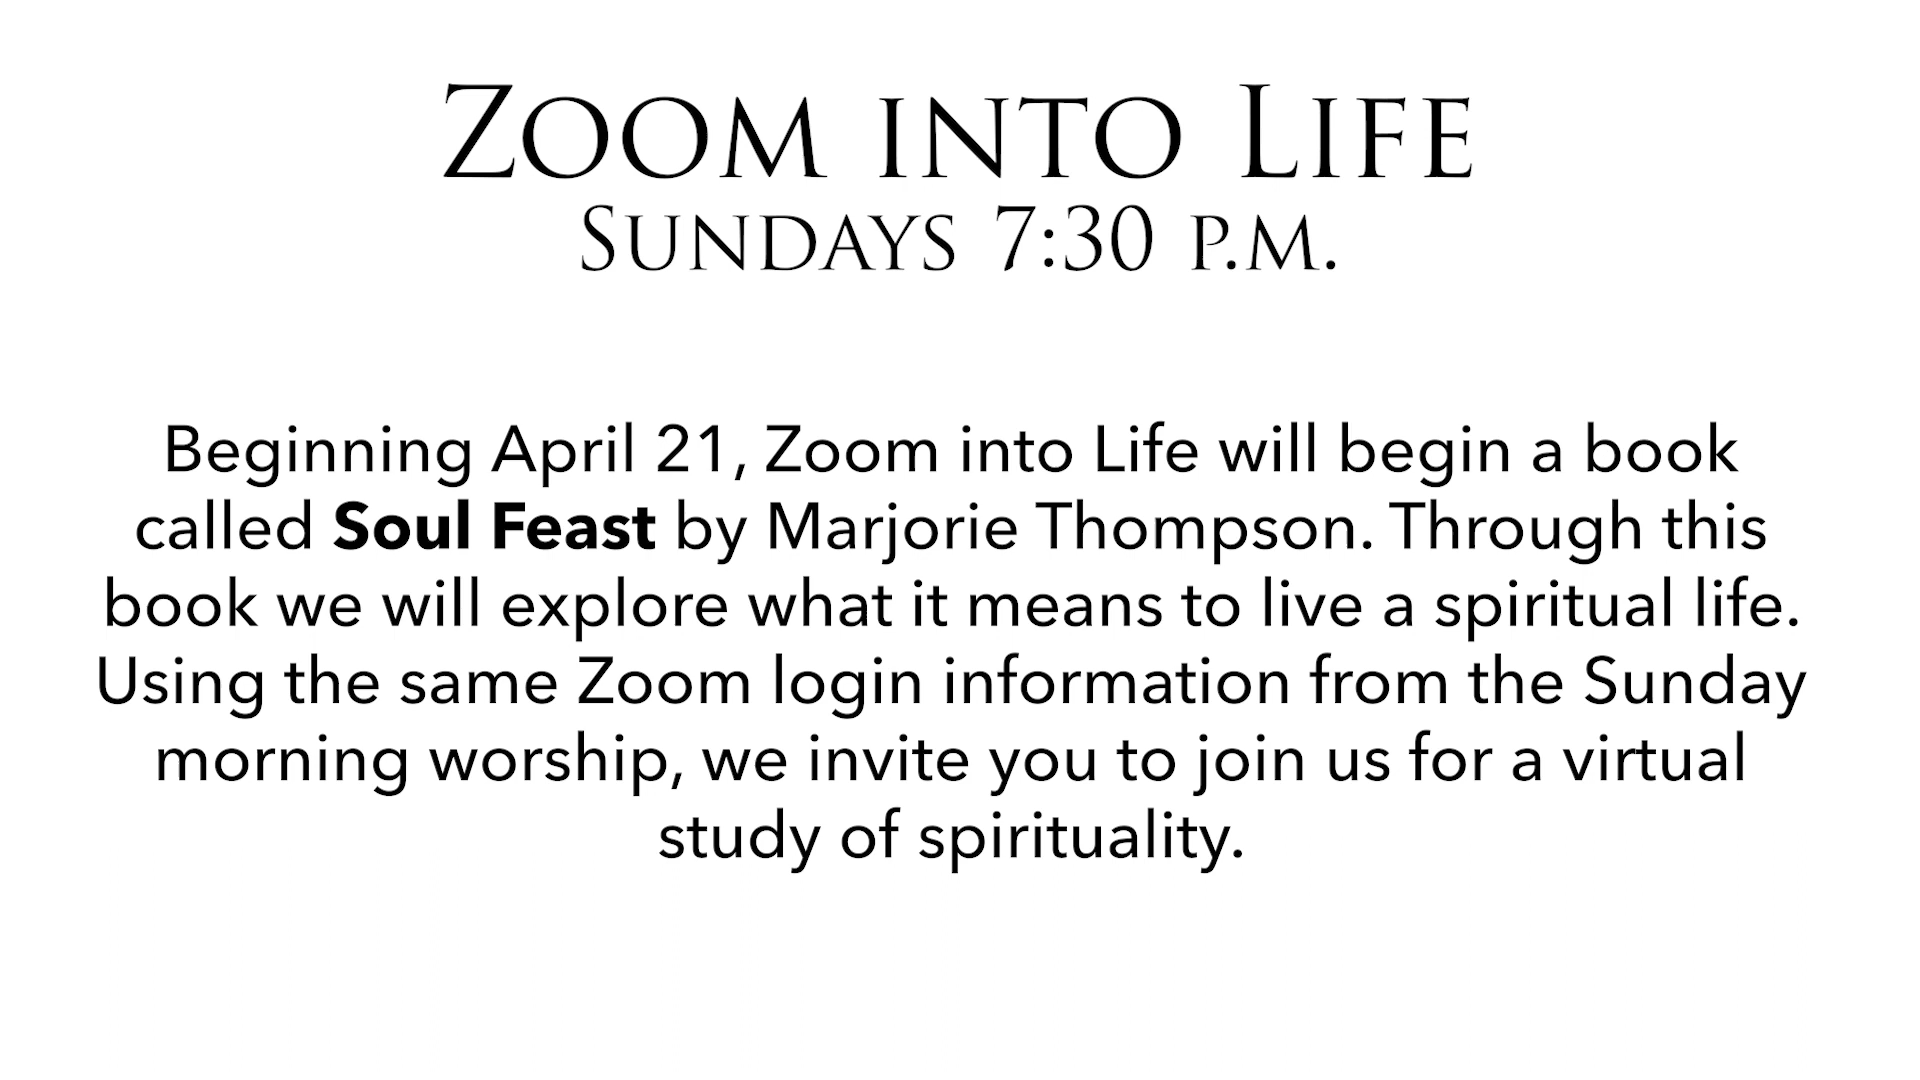 Zoom into Life
Sundays 7:30 p.m.
Beginning April 21, Zoom into Life will begin a book
called Soul Feast by Marjorie Thompson. Through this
book we will explore what it means to live a spiritual life.
Using the same Zoom login information from the Sunday
morning worship, we invite you to join us for a virtual
study of spirituality.